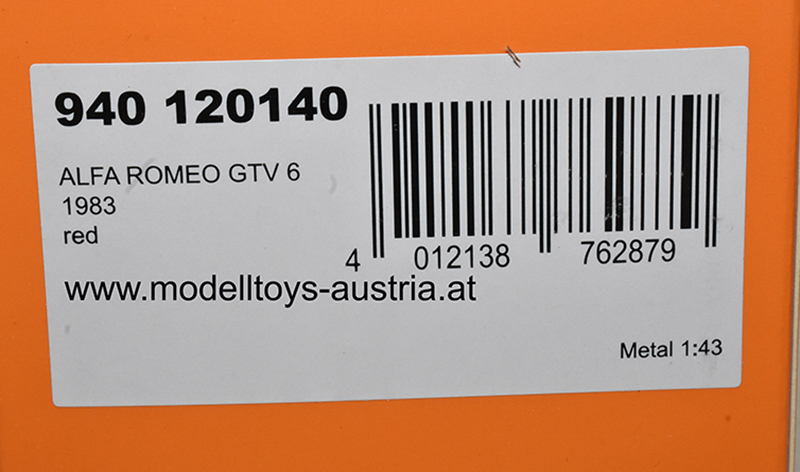 940 120140
ALFA ROMEO GTV 6
1983
red
4 012138 762879
www.modelltoys-austria.at
Metal 1:43